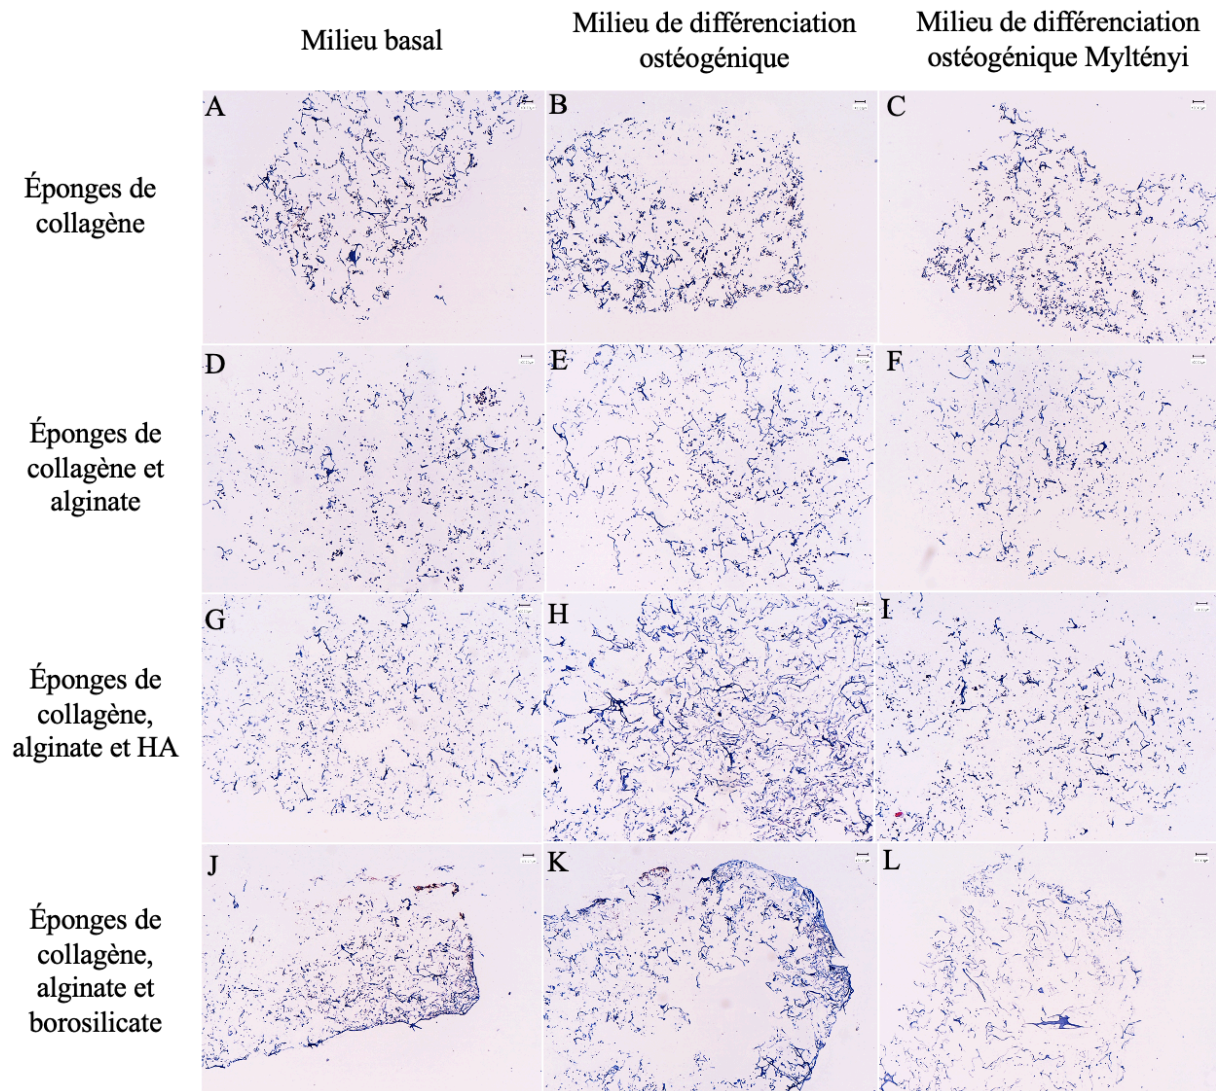 Milieu basal
Milieu de différenciation
ostéogénique
Milieu de différenciation
ostéogénique Myltényi
Éponges de
collagène
A
B
C
Éponges de
collagène et
alginate
D
E
F
Éponges de
collagène,
alginate et HA
G
H
I
Éponges de
collagène,
alginate et
borosilicate
J
K
L